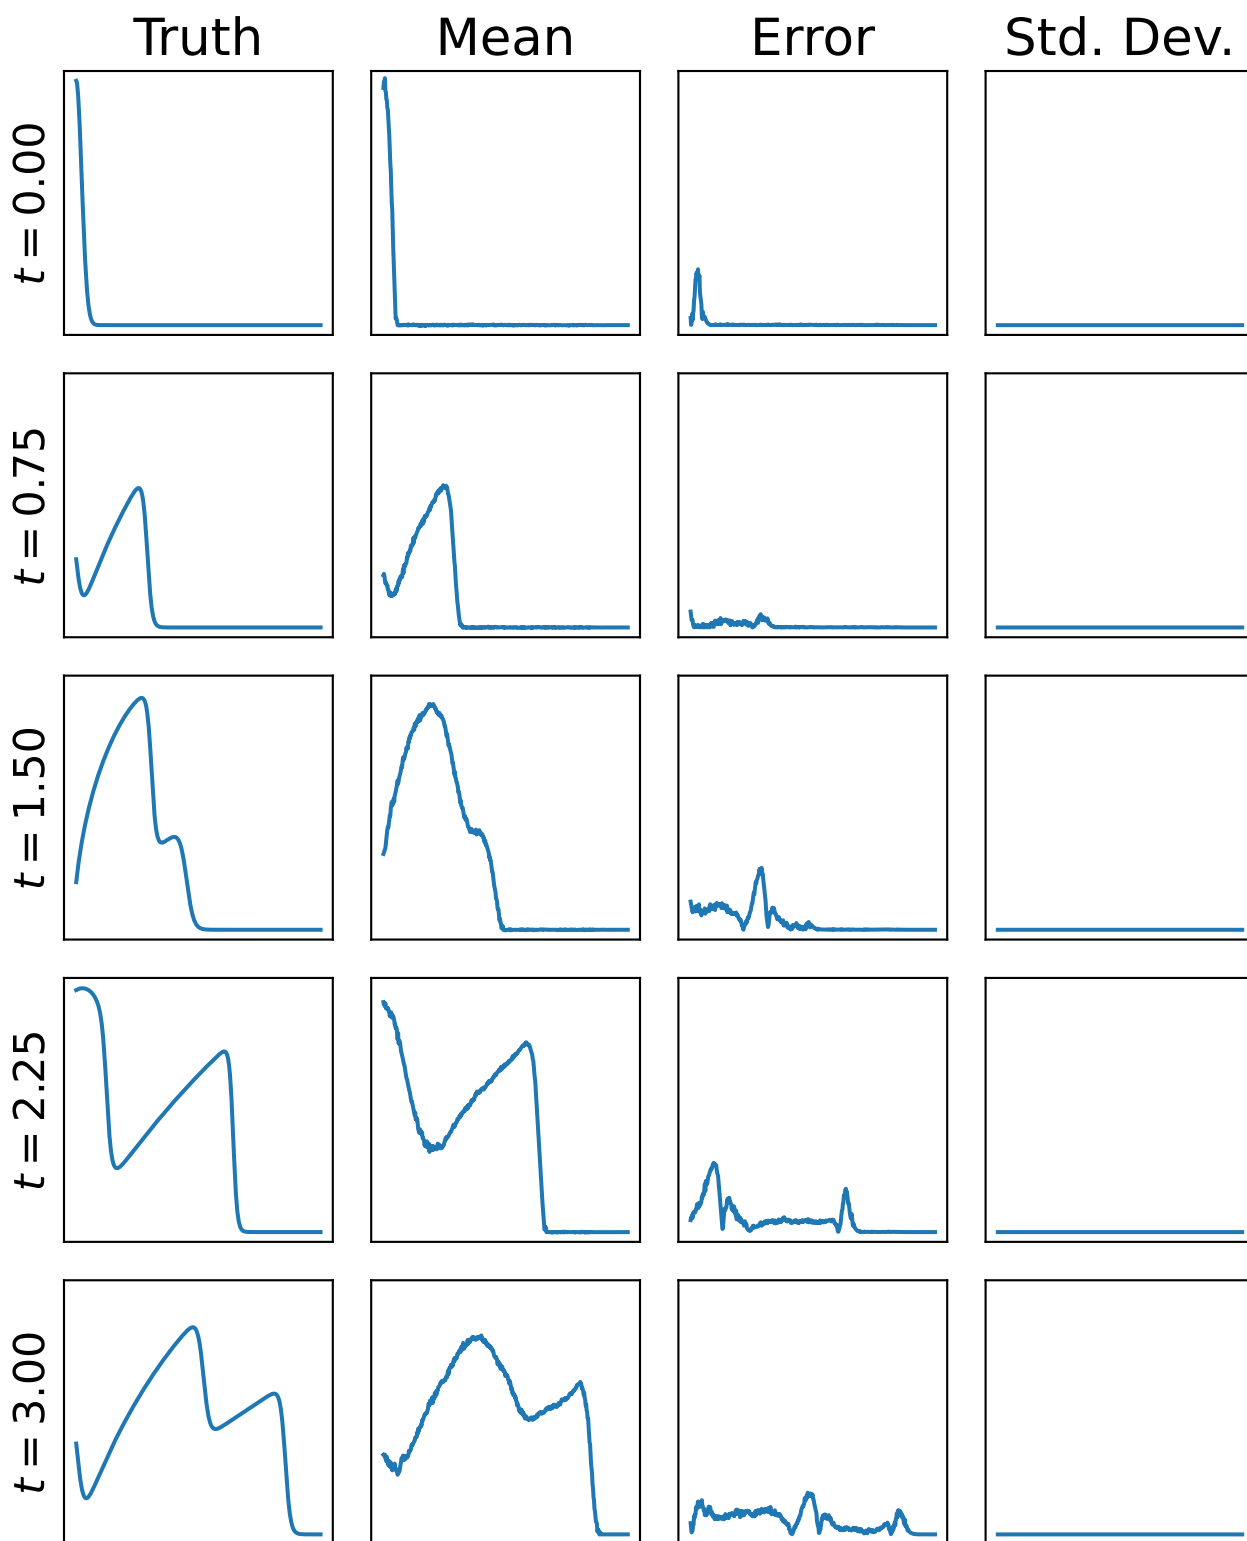 Truth Mean Error Std. Dev.
t = 0.00
t = 0.75
t = 1.50
t = 2.25
t = 3.00